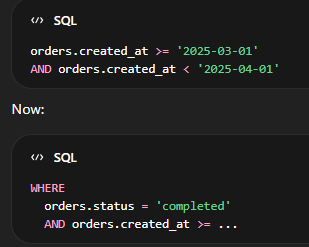 SQL
orders.created_at >= '2025-03-01'
AND orders.created_at < '2025-04-01'
Now:
SQL
WHERE
  orders.status = 'completed'
  AND orders.created_at >= ...